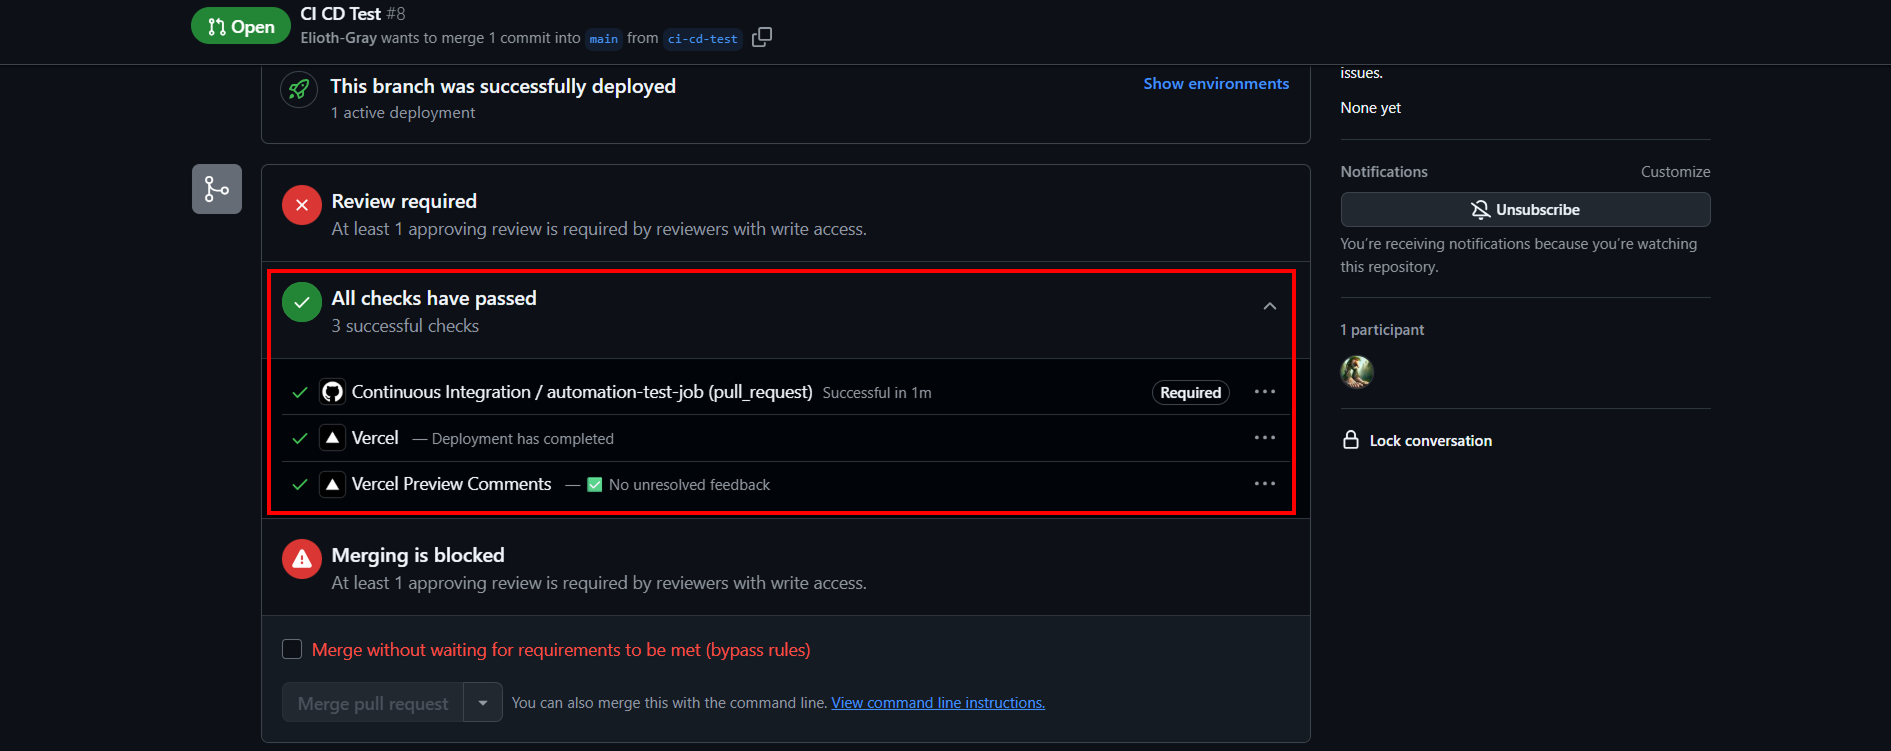 Open
CI CD Test #8
Elioth-Gray wants to merge 1 commit into main from ci-cd-test
This branch was successfully deployed
1 active deployment
Show environments
Review required
At least 1 approving review is required by reviewers with write access.
All checks have passed
3 successful checks
Continuous Integration / automation-test-job (pull_request) Successful in 1m Required
Vercel — Deployment has completed
Vercel Preview Comments — ✅ No unresolved feedback
Merging is blocked
At least 1 approving review is required by reviewers with write access.
Merge without waiting for requirements to be met (bypass rules)
Merge pull request
You can also merge this with the command line. View command line instructions.
issues.
None yet
Notifications Customize
Unsubscribe
You're receiving notifications because you're watching
this repository.
1 participant
Lock conversation